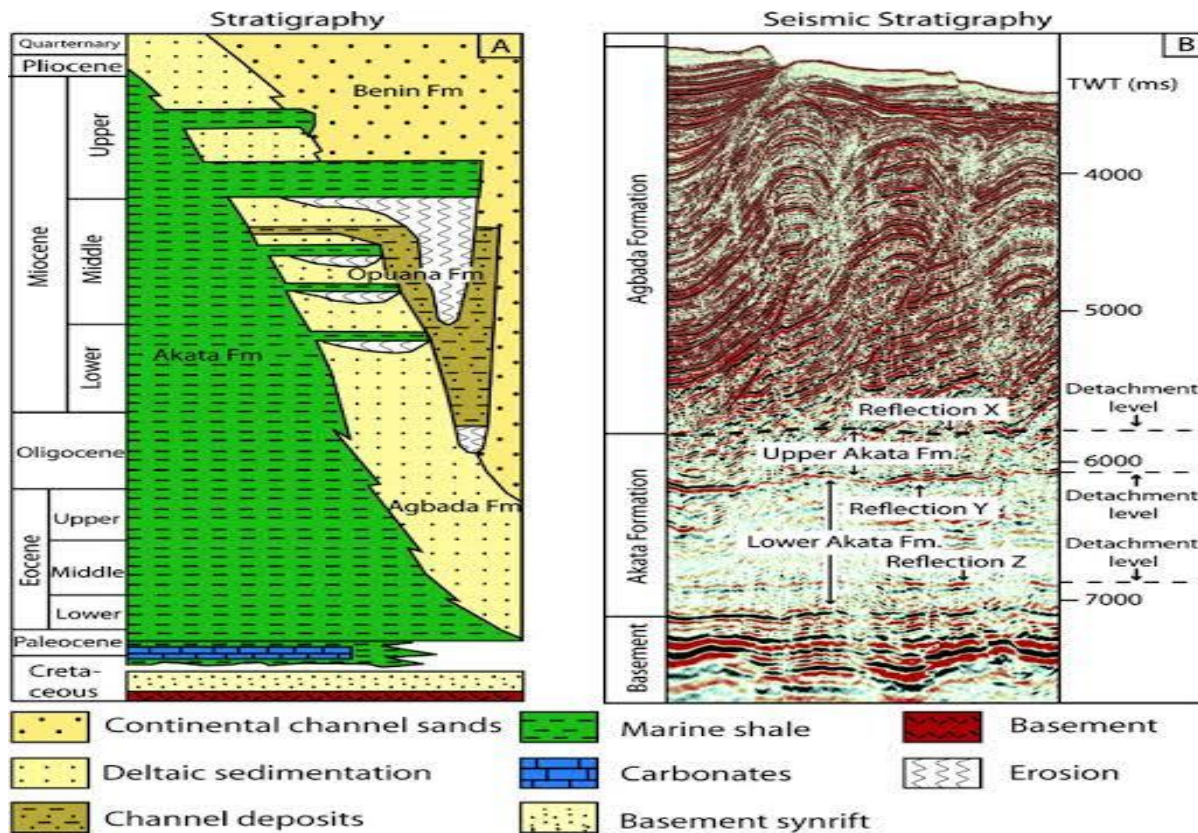 Stratigraphy
Seismic Stratigraphy
Quarternary
Pliocene
Miocene
Upper
Middle
Lower
Oligocene
Eocene
Upper
Middle
Lower
Paleocene
Creta-
ceous
A
Benin Fm
Opuana Fm
Akata Fm
Agbada Fm
B
TWT (ms)
Agbada Formation
Akata Formation
Basement
4000
5000
Detachment
level
Reflection X
Upper Akata Fm.
6000
Reflection Y
Detachment
level
Lower Akata Fm.
Detachment
level
Reflection Z
7000
Continental channel sands
Marine shale
Basement
Deltaic sedimentation
Carbonates
Erosion
Channel deposits
Basement synrift